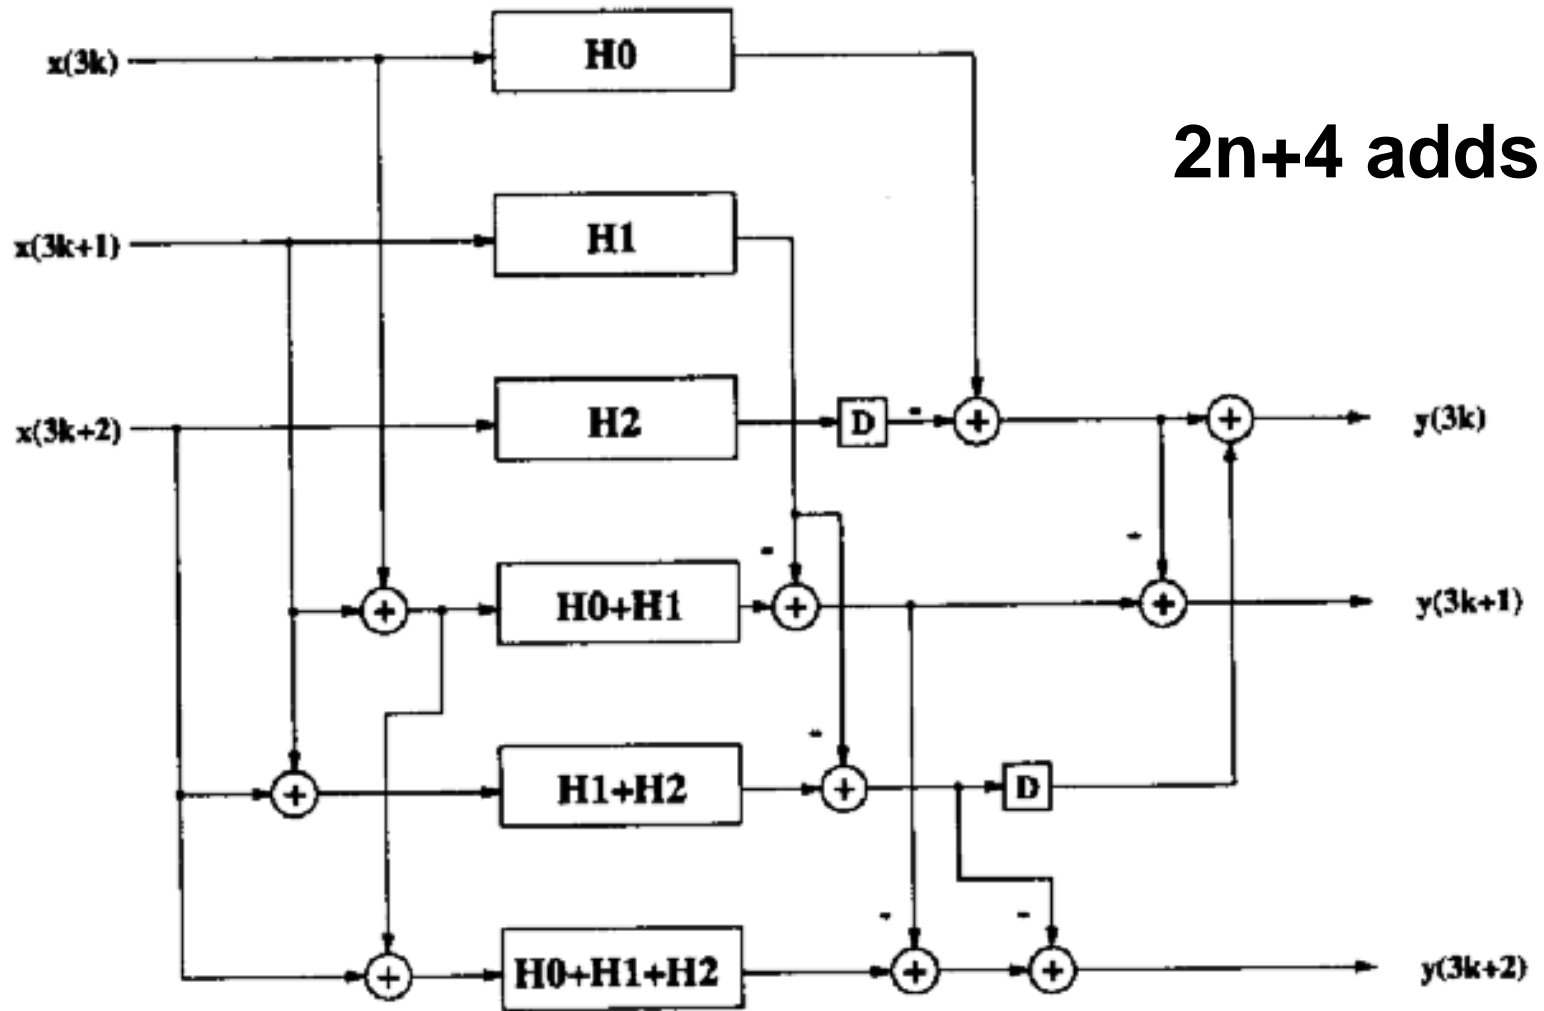 x(3k)
H0
2n+4 adds
x(3k+1)
H1
x(3k+2)
H2
D
-
+
+
y(3k)
-
-
+
H0+H1
+
+
y(3k+1)
-
+
H1+H2
+
D
-
-
+
H0+H1+H2
+
+
y(3k+2)